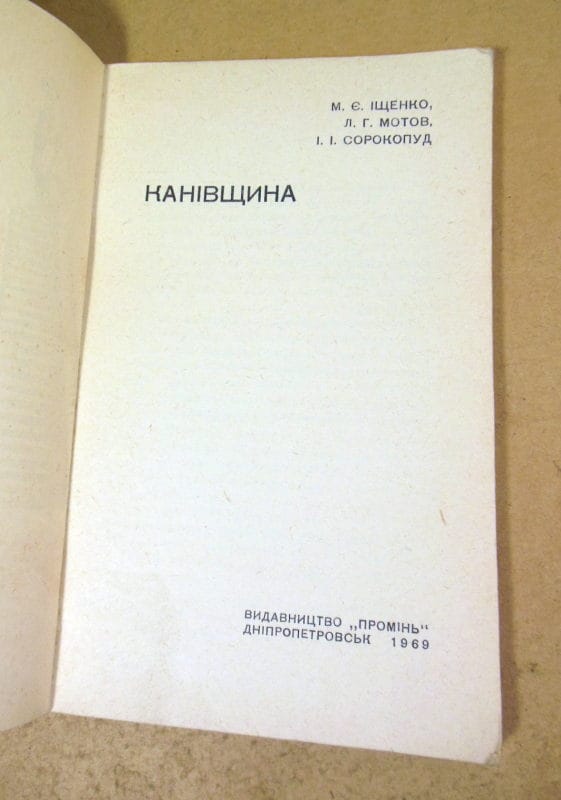 М. Є. ІЩЕНКО,
Л. Г. МОТОВ,
І. І. СОРОКОПУД
КАНІВЩИНА
ВИДАВНИЦТВО „ПРОМІНЬ“
ДНІПРОПЕТРОВСЬК 1969